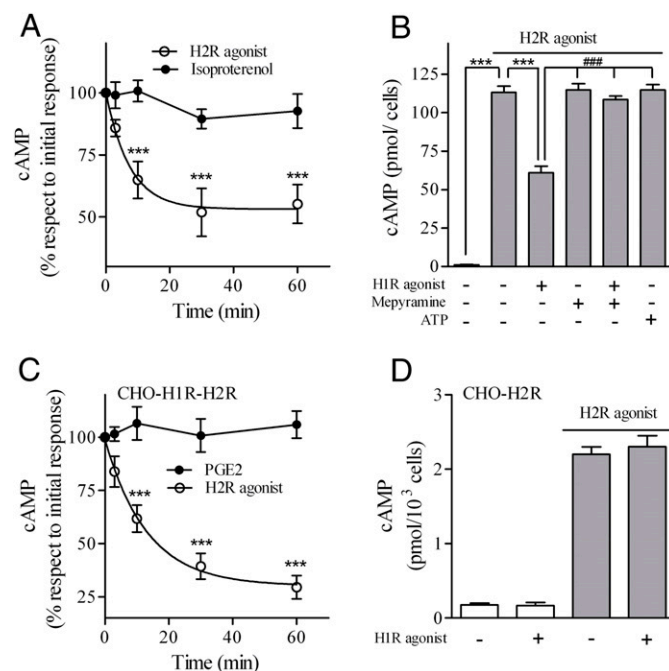 A
H2R agonist
Isoproterenol
cAMP
(% respect to initial response)
100
75
50
***
***
***
0 20 40 60
Time (min)
B
H2R agonist
*** *** ###
cAMP (pmol/ cells)
125
100
75
50
25
0
H1R agonist - - + - + -
Mepyramine - - - + + -
ATP - - - - - +
C
CHO-H1R-H2R
PGE2
H2R agonist
cAMP
(% respect to initial response)
100
75
50
25
***
***
***
0 20 40 60
Time (min)
D
CHO-H2R
H2R agonist
cAMP
(pmol/10³ cells)
3
2
1
0
H1R agonist - + - +